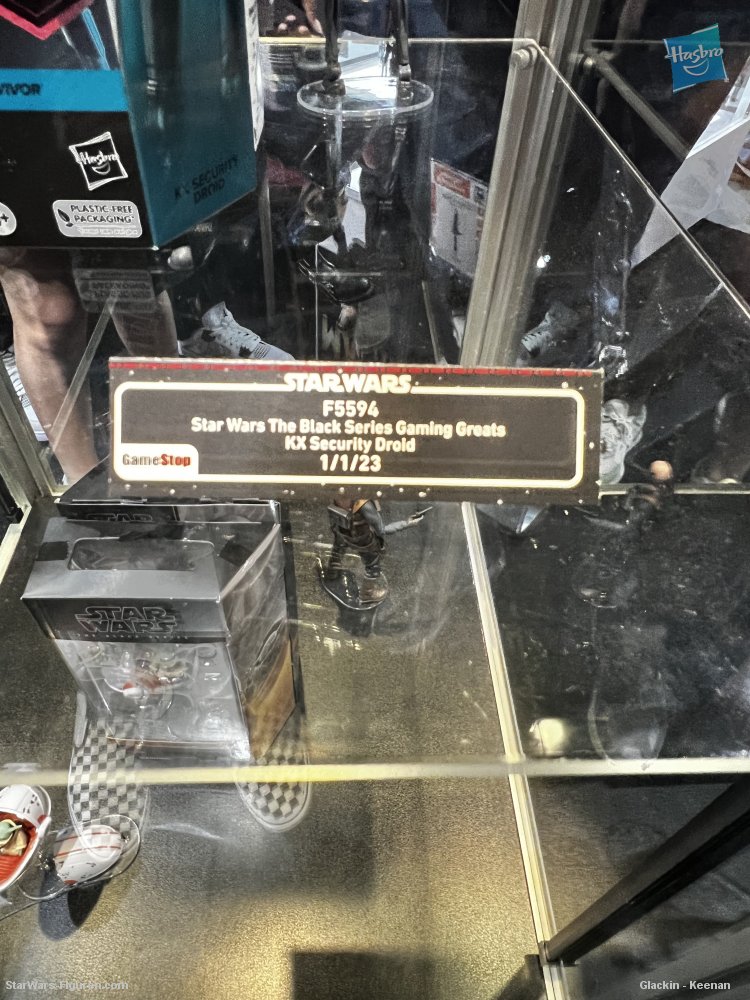 Hasbro
VIVOR
Hasbro
KX SECURITY
DROID
PLASTIC-FREE
PACKAGING*
STAR WARS
F5594
Star Wars The Black Series Gaming Greats
KX Security Droid
GameStop
1/1/23
STAR
WARS
StarWars-Figuren.com
Glackin - Keenan